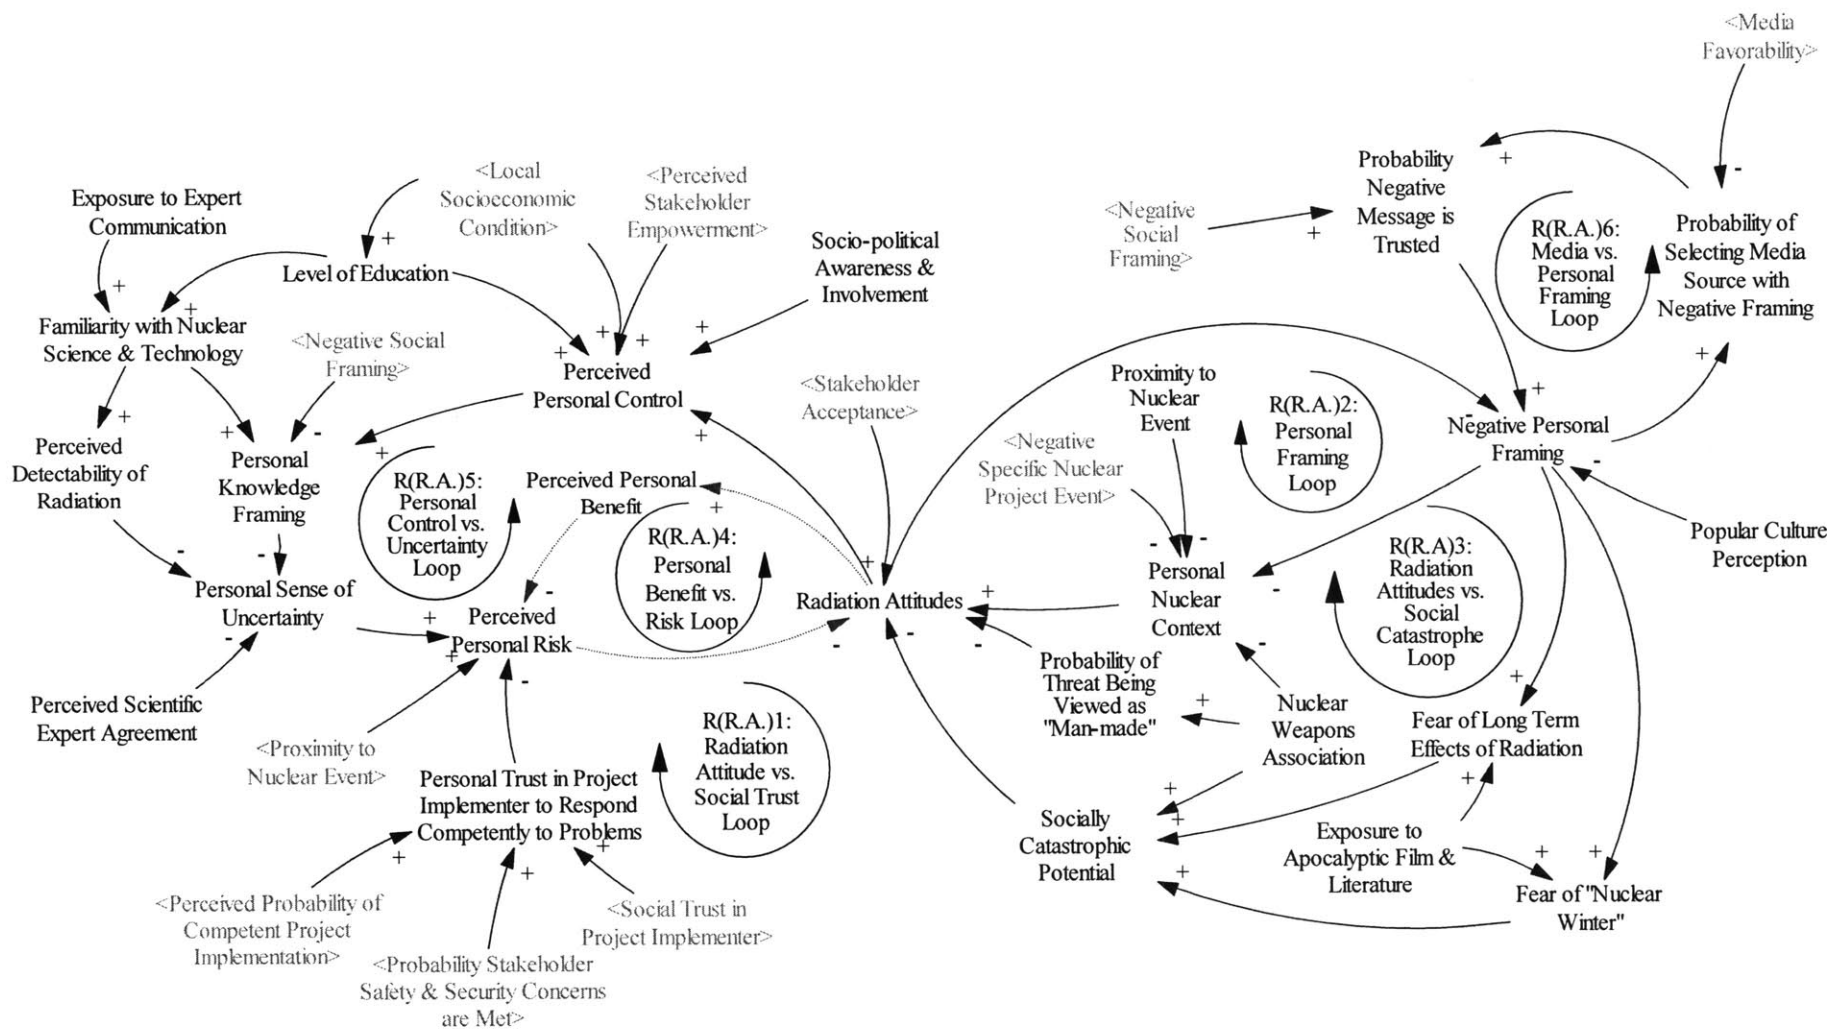 <Media
Favorability>
Probability
Negative
Message is
Trusted
+
-
<Negative
Social
Framing>
+
R(R.A.)6:
Media vs.
Personal
Framing
Loop
Probability of
Selecting Media
Source with
Negative Framing
+
Exposure to Expert
Communication
+
<Local
Socioeconomic
Condition>
+
<Perceived
Stakeholder
Empowerment>
Level of Education
Socio-political
Awareness &
Involvement
+
Familiarity with Nuclear
Science & Technology
<Negative Social
Framing>
+
+
+
+
Perceived
Personal Control
+
<Stakeholder
Acceptance>
Proximity to
Nuclear
Event
R(R.A.)2:
Personal
Framing
Loop
+
-
Negative Personal
Framing
-
Popular Culture
Perception
+
Perceived
Detectability of
Radiation
+
-
Personal
Knowledge
Framing
+
R(R.A.)5:
Personal
Control vs.
Uncertainty
Loop
Perceived Personal
Benefit
+
R(R.A.)4:
Personal
Benefit vs.
Risk Loop
<Negative
Specific Nuclear
Project Event>
-
-
Personal
Nuclear
Context
-
R(R.A)3:
Radiation
Attitudes vs.
Social
Catastrophe
Loop
-
-
Personal Sense of
Uncertainty
-
+
-
Perceived
Personal Risk
+
+
Radiation Attitudes
+
-
-
-
Perceived Scientific
Expert Agreement
<Proximity to
Nuclear Event>
-
R(R.A.)1:
Radiation
Attitude vs.
Social Trust
Loop
Probability of
Threat Being
Viewed as
"Man-made"
+
-
Nuclear
Weapons
Association
+
Fear of Long Term
Effects of Radiation
+
Personal Trust in Project
Implementer to Respond
Competently to Problems
+
+
+
Socially
Catastrophic
Potential
+
+
+
Exposure to
Apocalyptic Film &
Literature
+
+
Fear of "Nuclear
Winter"
<Perceived Probability of
Competent Project
Implementation>
<Probability Stakeholder
Safety & Security Concerns
are Met>
<Social Trust in
Project Implementer>